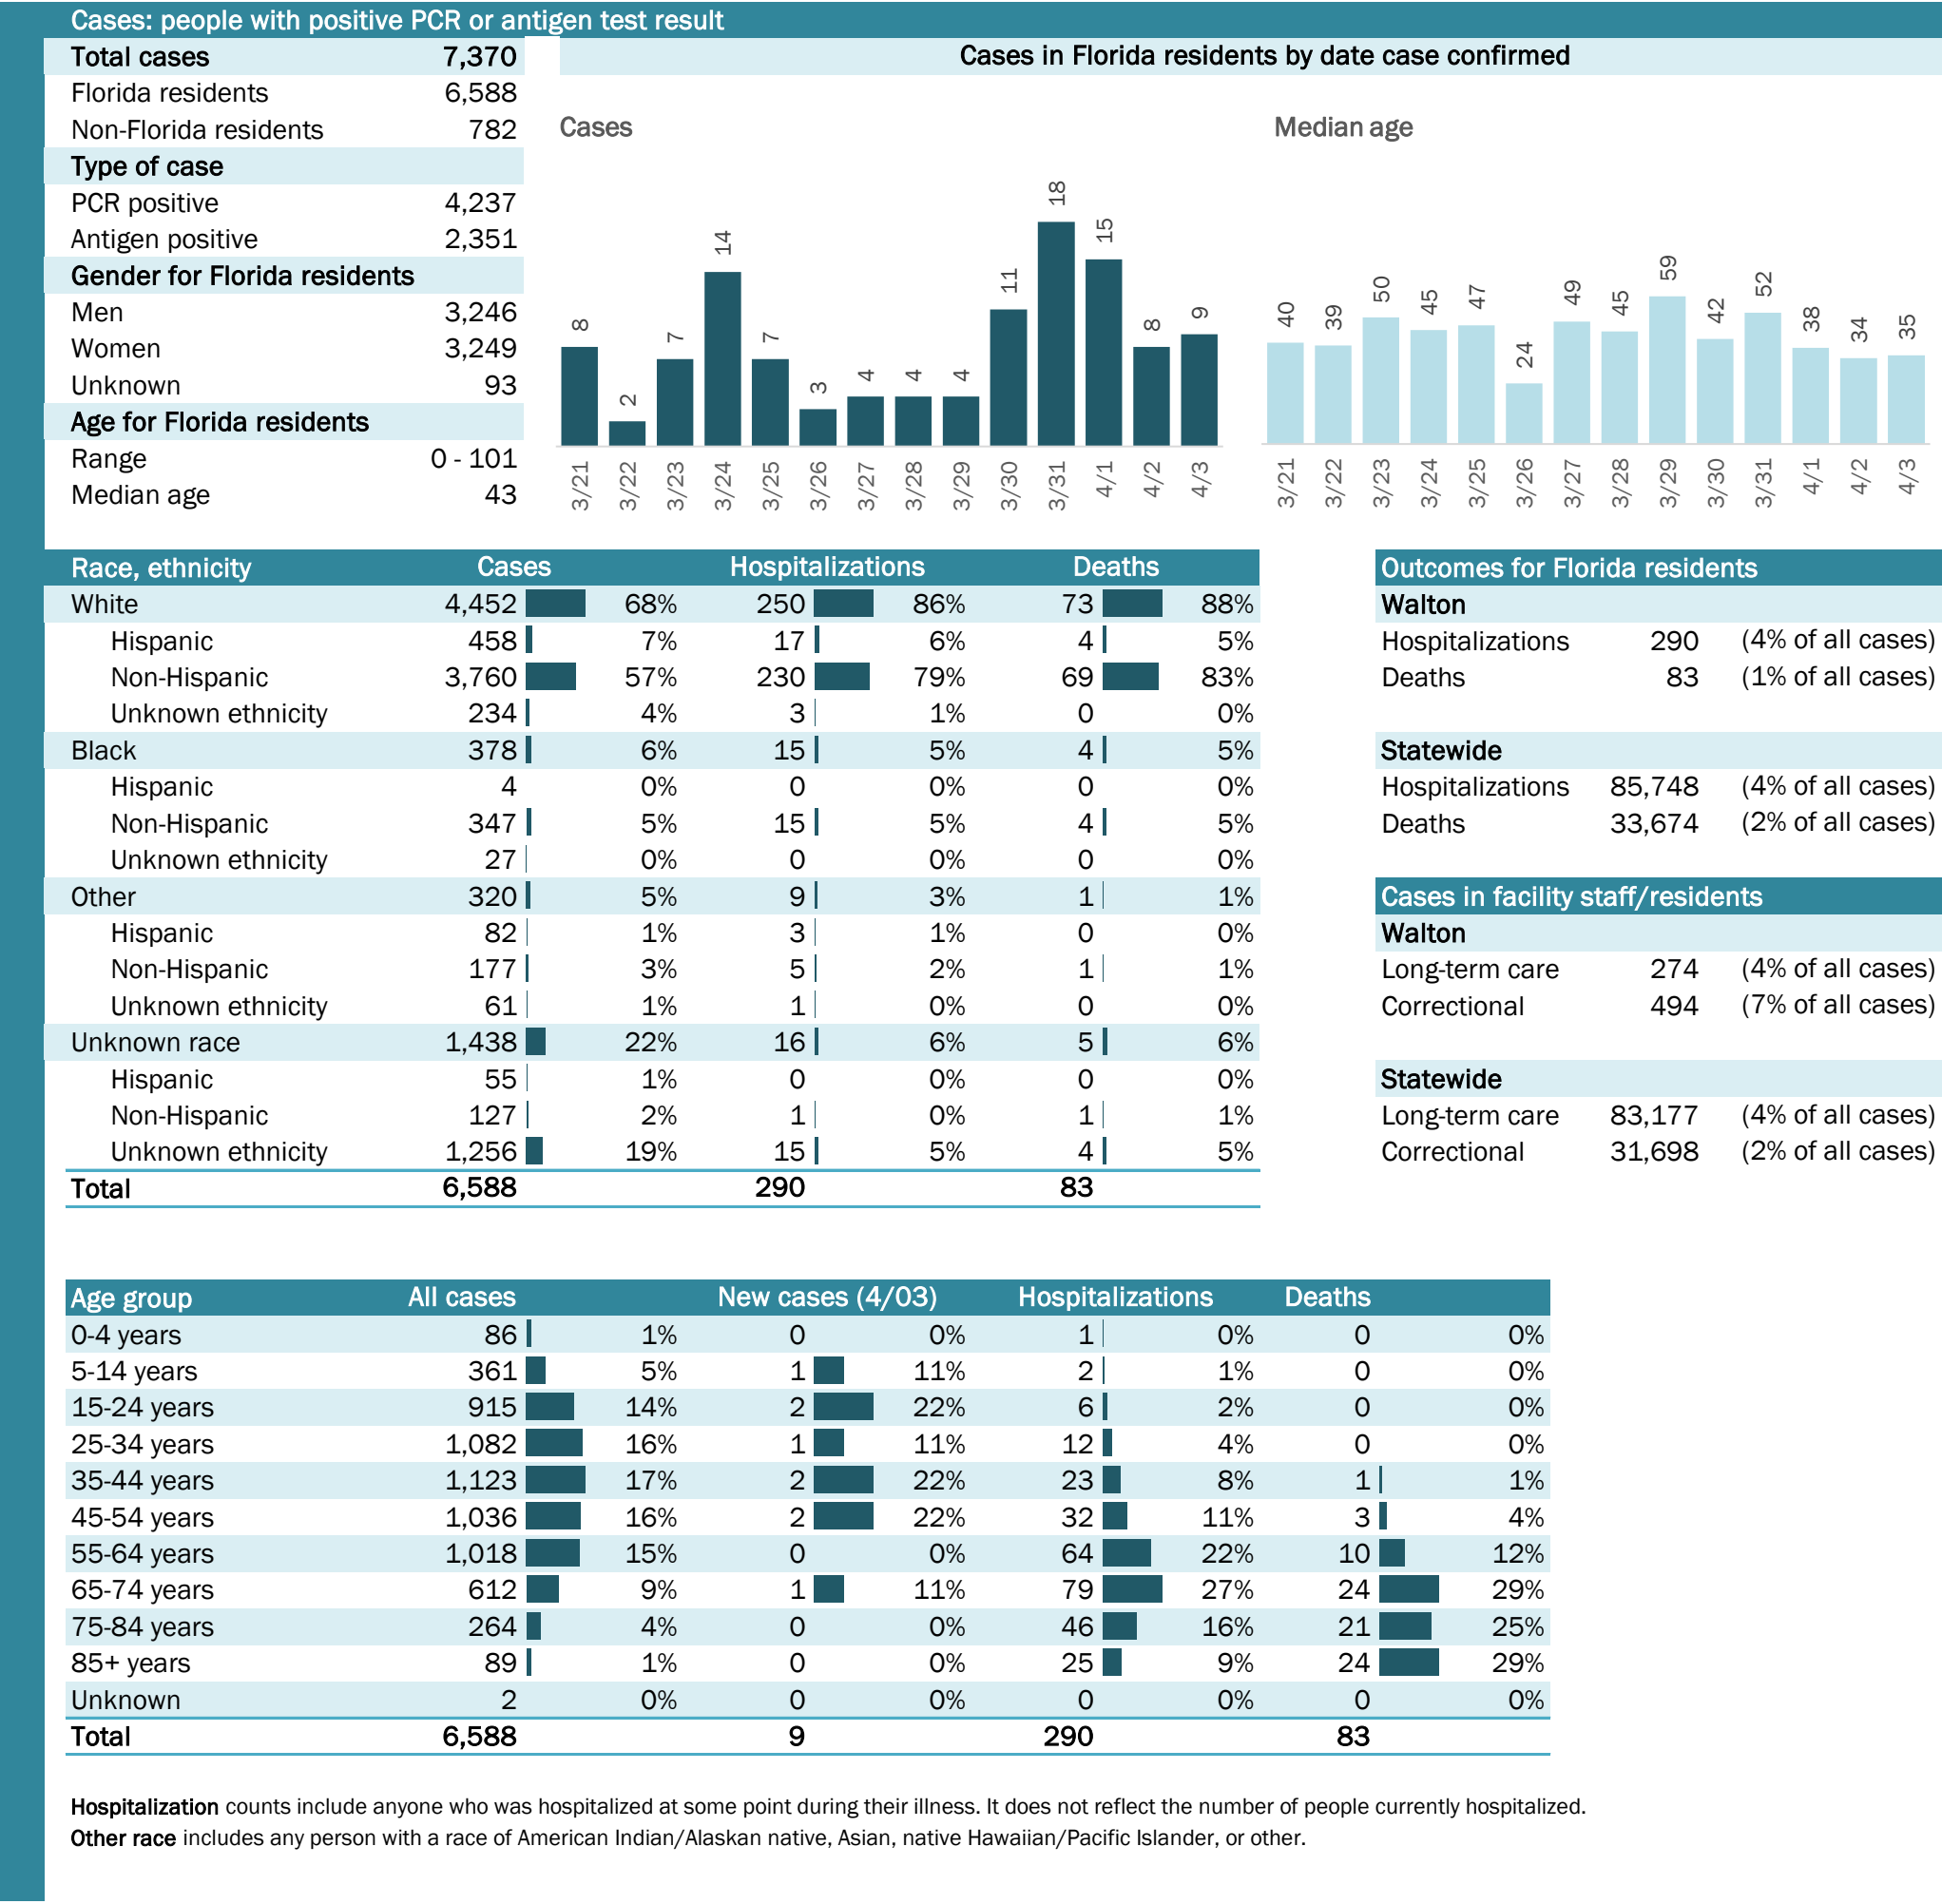 Cases: people with positive PCR or antigen test result
Total cases 7,370
Florida residents 6,588
Non-Florida residents 782
Type of case
PCR positive 4,237
Antigen positive 2,351
Gender for Florida residents
Men 3,246
Women 3,249
Unknown 93
Age for Florida residents
Range 0 - 101
Median age 43
Cases in Florida residents by date case confirmed
Cases
8 2 7 14 7 3 4 4 4 11 18 15 8 9
3/21 3/22 3/23 3/24 3/25 3/26 3/27 3/28 3/29 3/30 3/31 4/1 4/2 4/3
Median age
40 39 50 45 47 24 49 45 59 42 52 38 34 35
3/21 3/22 3/23 3/24 3/25 3/26 3/27 3/28 3/29 3/30 3/31 4/1 4/2 4/3
Race, ethnicity Cases Hospitalizations Deaths
White 4,452 68% 250 86% 73 88%
Hispanic 458 7% 17 6% 4 5%
Non-Hispanic 3,760 57% 230 79% 69 83%
Unknown ethnicity 234 4% 3 1% 0 0%
Black 378 6% 15 5% 4 5%
Hispanic 4 0% 0 0% 0 0%
Non-Hispanic 347 5% 15 5% 4 5%
Unknown ethnicity 27 0% 0 0% 0 0%
Other 320 5% 9 3% 1 1%
Hispanic 82 1% 3 1% 0 0%
Non-Hispanic 177 3% 5 2% 1 1%
Unknown ethnicity 61 1% 1 0% 0 0%
Unknown race 1,438 22% 16 6% 5 6%
Hispanic 55 1% 0 0% 0 0%
Non-Hispanic 127 2% 1 0% 1 1%
Unknown ethnicity 1,256 19% 15 5% 4 5%
Total 6,588 290 83
Outcomes for Florida residents
Walton
Hospitalizations 290 (4% of all cases)
Deaths 83 (1% of all cases)
Statewide
Hospitalizations 85,748 (4% of all cases)
Deaths 33,674 (2% of all cases)
Cases in facility staff/residents
Walton
Long-term care 274 (4% of all cases)
Correctional 494 (7% of all cases)
Statewide
Long-term care 83,177 (4% of all cases)
Correctional 31,698 (2% of all cases)
Age group All cases New cases (4/03) Hospitalizations Deaths
0-4 years 86 1% 0 0% 1 0% 0 0%
5-14 years 361 5% 1 11% 2 1% 0 0%
15-24 years 915 14% 2 22% 6 2% 0 0%
25-34 years 1,082 16% 1 11% 12 4% 0 0%
35-44 years 1,123 17% 2 22% 23 8% 1 1%
45-54 years 1,036 16% 2 22% 32 11% 3 4%
55-64 years 1,018 15% 0 0% 64 22% 10 12%
65-74 years 612 9% 1 11% 79 27% 24 29%
75-84 years 264 4% 0 0% 46 16% 21 25%
85+ years 89 1% 0 0% 25 9% 24 29%
Unknown 2 0% 0 0% 0 0% 0 0%
Total 6,588 9 290 83
Hospitalization counts include anyone who was hospitalized at some point during their illness. It does not reflect the number of people currently hospitalized.
Other race includes any person with a race of American Indian/Alaskan native, Asian, native Hawaiian/Pacific Islander, or other.